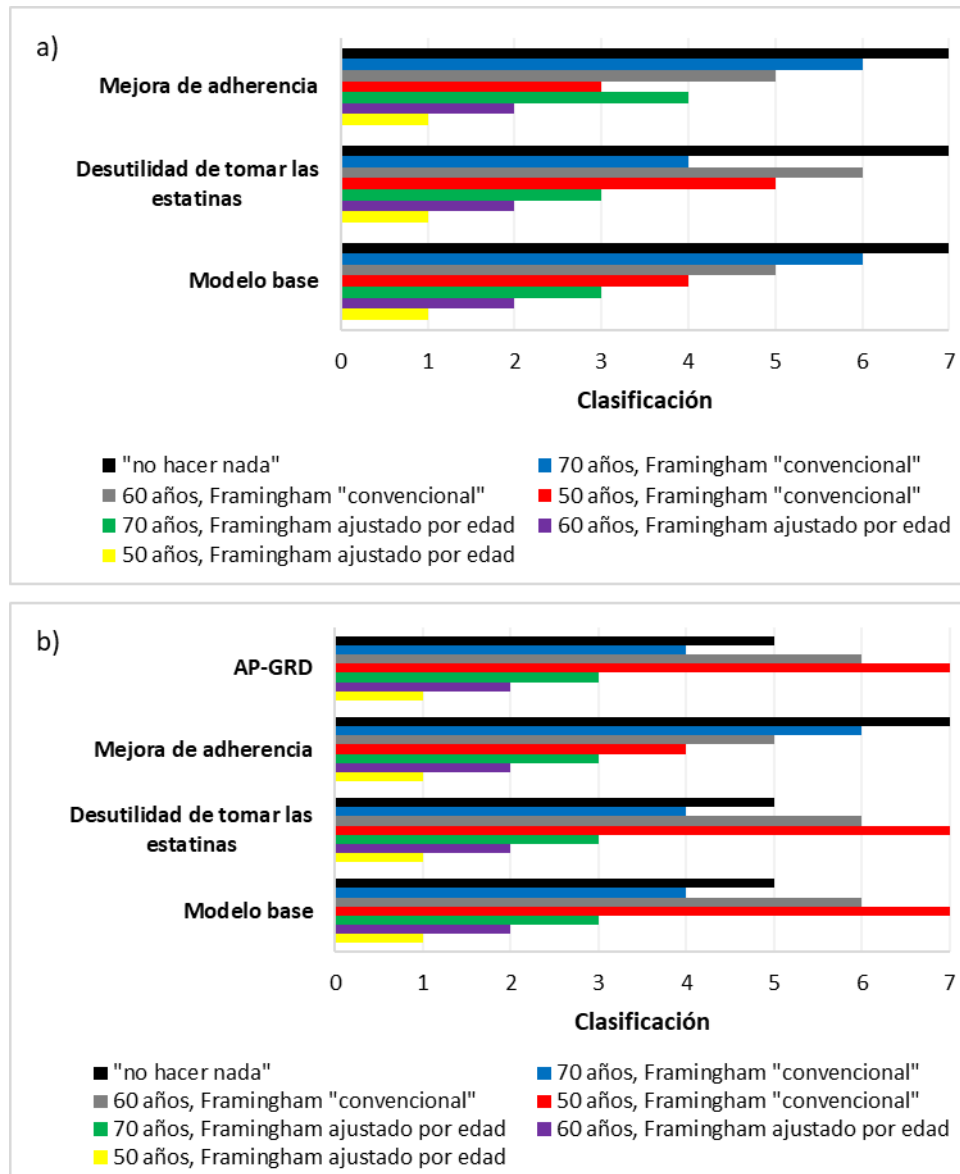 a)
Mejora de adherencia
Desutilidad de tomar las
estatinas
Modelo base
0 1 2 3 4 5 6 7
Clasificación
"no hacer nada" 70 años, Framingham "convencional"
60 años, Framingham "convencional" 50 años, Framingham "convencional"
70 años, Framingham ajustado por edad 60 años, Framingham ajustado por edad
50 años, Framingham ajustado por edad
b)
AP-GRD
Mejora de adherencia
Desutilidad de tomar las
estatinas
Modelo base
0 1 2 3 4 5 6 7
Clasificación
"no hacer nada" 70 años, Framingham "convencional"
60 años, Framingham "convencional" 50 años, Framingham "convencional"
70 años, Framingham ajustado por edad 60 años, Framingham ajustado por edad
50 años, Framingham ajustado por edad